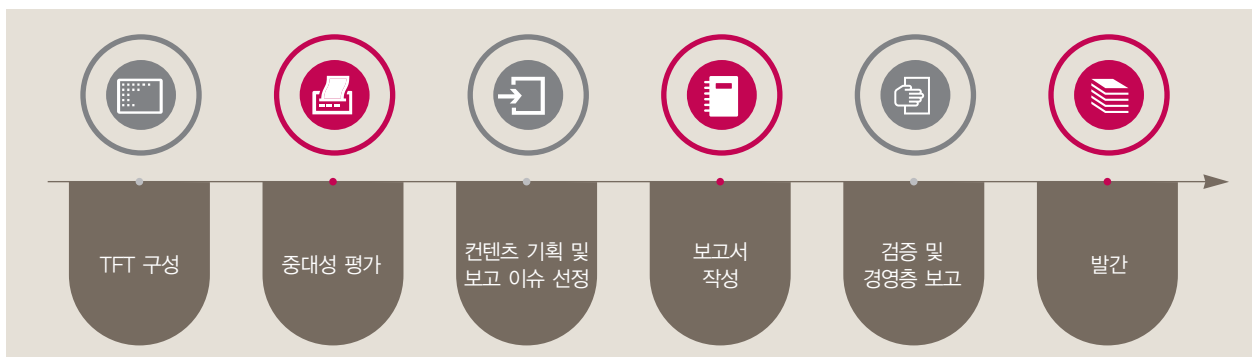 TFT 구성
중대성 평가
컨텐츠 기획 및
보고 이슈 선정
보고서
작성
검증 및
경영층 보고
발간